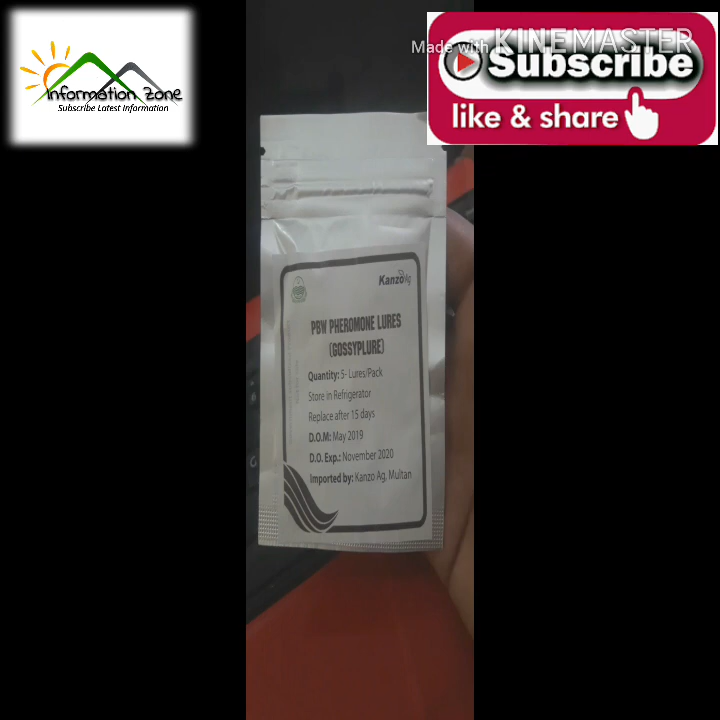 Information Zone
Subscribe Latest Information
Made with KINEMASTER
Subscribe
like & share
Kanzo Ag
PBW PHEROMONE LURES
(GOSSYPLURE)
Quantity: 5- Lures/Pack
Store in Refrigerator
Replace after 15 days
D.O.M: May 2019
D.O. Exp.: November 2020
Imported by: Kanzo Ag, Multan